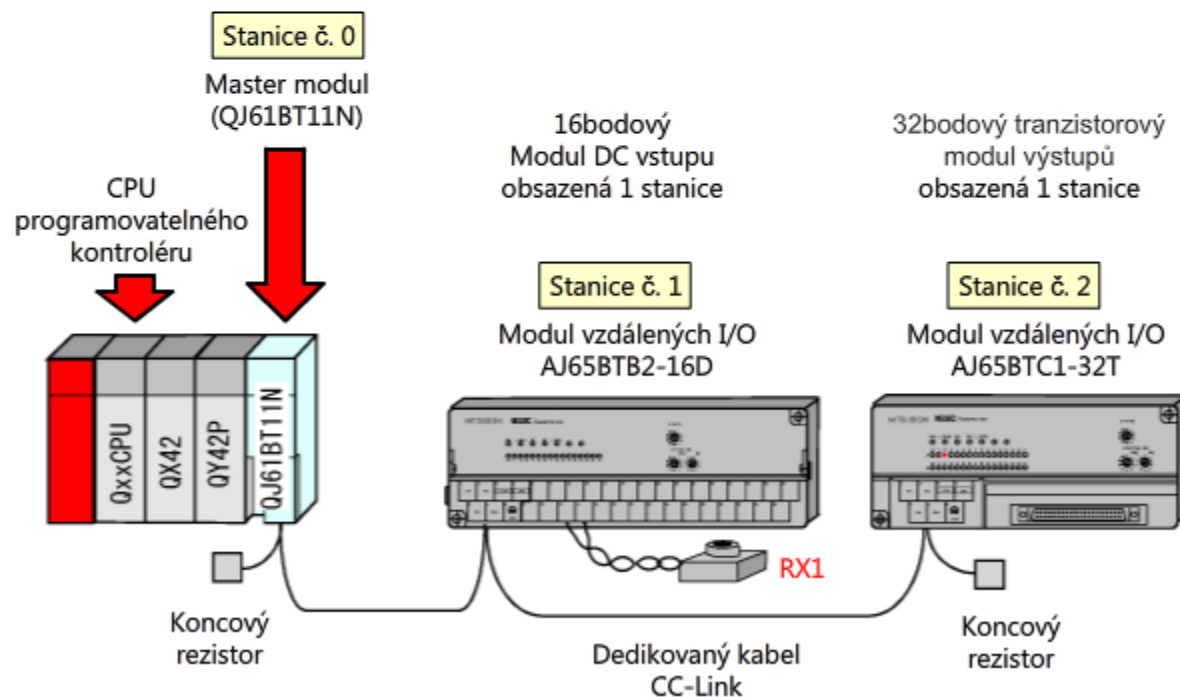 Stanice č. 0
Master modul
(QJ61BT11N)
CPU
programovatelného
kontroléru
16bodový
Modul DC vstupu
obsazená 1 stanice
32bodový tranzistorový
modul výstupů
obsazená 1 stanice
Stanice č. 1
Modul vzdálených I/O
AJ65BTB2-16D
Stanice č. 2
Modul vzdálených I/O
AJ65BTC1-32T
QxxCPU
QX42
QY42P
QJ61BT11N
MITSUBISHI
MITSUBISHI
RX1
Koncový
rezistor
Dedikovaný kabel
CC-Link
Koncový
rezistor